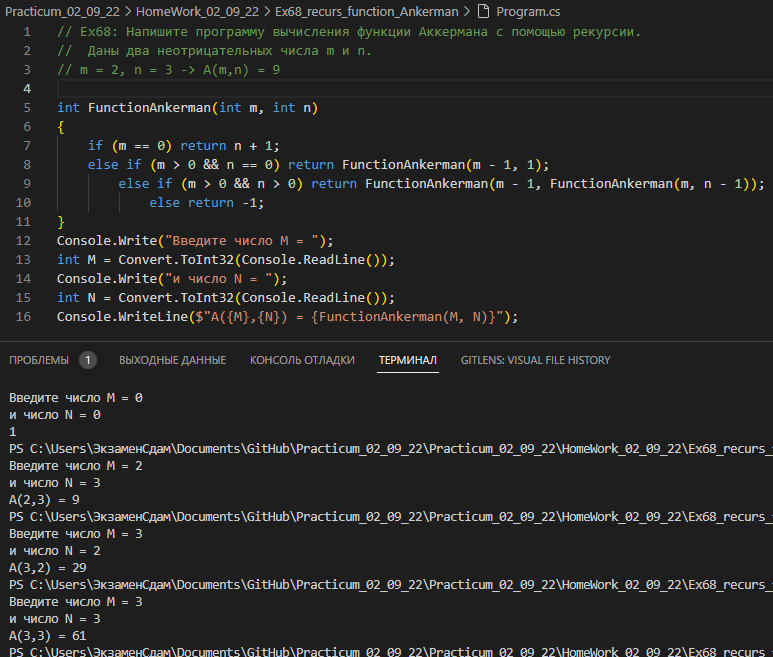 Practicum_02_09_22 > HomeWork_02_09_22 > Ex68_recurs_function_Ankerman > Program.cs
1 // Ex68: Напишите программу вычисления функции Аккермана с помощью рекурсии.
2 // Даны два неотрицательных числа m и n.
3 // m = 2, n = 3 -> A(m,n) = 9
4
5 int FunctionAnkerman(int m, int n)
6 {
7 if (m == 0) return n + 1;
8 else if (m > 0 && n == 0) return FunctionAnkerman(m - 1, 1);
9 else if (m > 0 && n > 0) return FunctionAnkerman(m - 1, FunctionAnkerman(m, n - 1));
10 else return -1;
11 }
12 Console.Write("Введите число M = ");
13 int M = Convert.ToInt32(Console.ReadLine());
14 Console.Write("и число N = ");
15 int N = Convert.ToInt32(Console.ReadLine());
16 Console.WriteLine($"A({M},{N}) = {FunctionAnkerman(M, N)}");
ПРОБЛЕМЫ 1 ВЫХОДНЫЕ ДАННЫЕ КОНСОЛЬ ОТЛАДКИ ТЕРМИНАЛ GITLENS: VISUAL FILE HISTORY
Введите число M = 0
и число N = 0
1
PS C:\Users\ЭкзаменСдам\Documents\GitHub\Practicum_02_09_22\Practicum_02_09_22\HomeWork_02_09_22\Ex68_recurs_
Введите число M = 2
и число N = 3
A(2,3) = 9
PS C:\Users\ЭкзаменСдам\Documents\GitHub\Practicum_02_09_22\Practicum_02_09_22\HomeWork_02_09_22\Ex68_recurs_
Введите число M = 3
и число N = 2
A(3,2) = 29
PS C:\Users\ЭкзаменСдам\Documents\GitHub\Practicum_02_09_22\Practicum_02_09_22\HomeWork_02_09_22\Ex68_recurs_
Введите число M = 3
и число N = 3
A(3,3) = 61
PS C:\Users\ЭкзаменСдам\Documents\GitHub\Practicum_02_09_22\Practicum_02_09_22\HomeWork_02_09_22\Ex68_recurs_